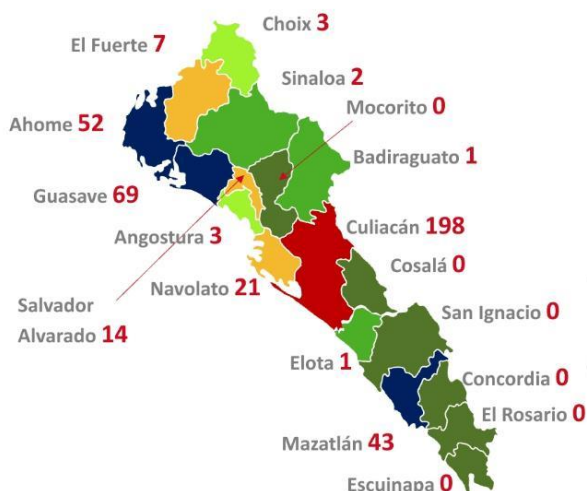 Choix 3
El Fuerte 7
Sinaloa 2
Mocorito 0
Ahome 52
Badiraguato 1
Guasave 69
Culiacán 198
Angostura 3
Cosalá 0
Navolato 21
Salvador
Alvarado 14
San Ignacio 0
Elota 1
Concordia 0
El Rosario 0
Mazatlán 43
Escuinapa 0